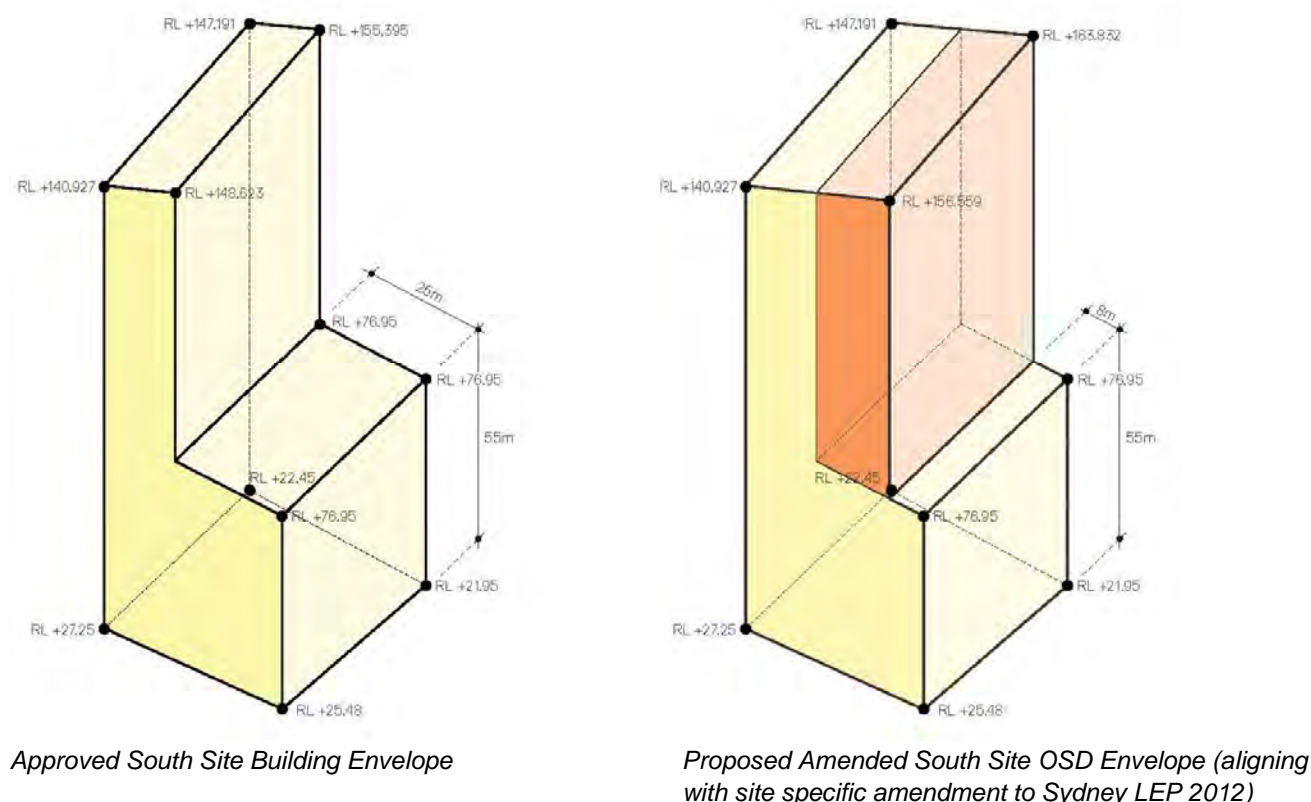 RL +147.191
RL +155.395
RL +140.927
RL +148.623
25m
RL +76.95
RL +76.95
55m
RL +22.45
RL +76.95
RL +21.95
RL +27.25
RL +25.48
Approved South Site Building Envelope
RL +147.191
RL +163.832
RL +140.927
RL +156.559
8m
RL +76.95
55m
RL +22.45
RL +76.95
RL +21.95
RL +27.25
RL +25.48
Proposed Amended South Site OSD Envelope (aligning
with site specific amendment to Sydney LEP 2012)